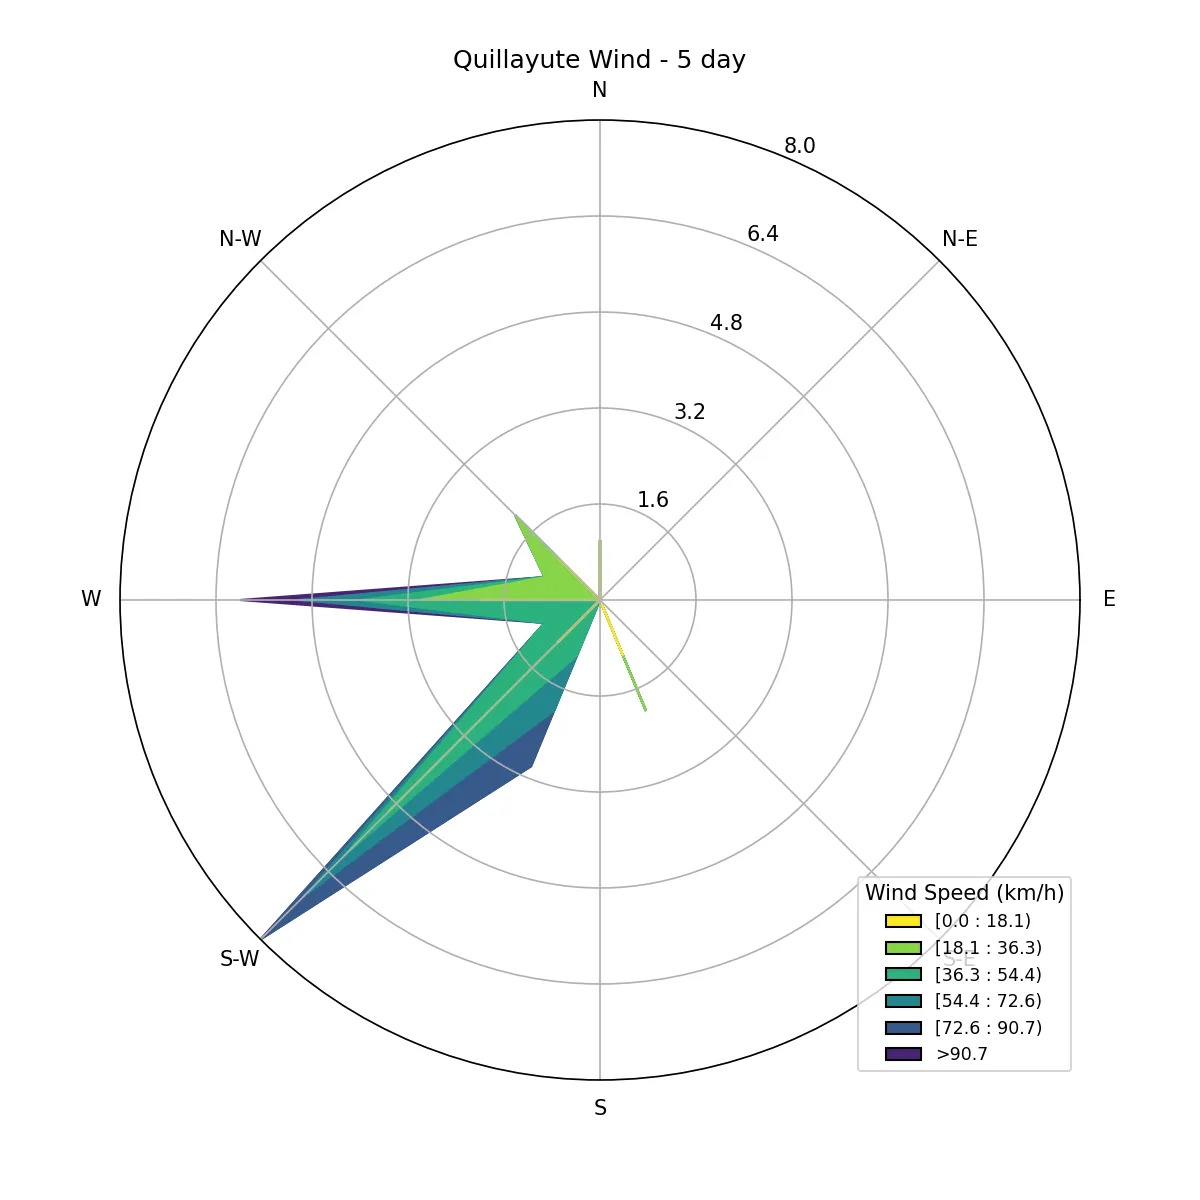 Quillayute Wind - 5 day
N
8.0
N-W
6.4
N-E
4.8
3.2
1.6
W
E
Wind Speed (km/h)
[0.0 : 18.1)
[18.1 : 36.3)
S-W
S-E
[36.3 : 54.4)
[54.4 : 72.6)
[72.6 : 90.7)
>90.7
S